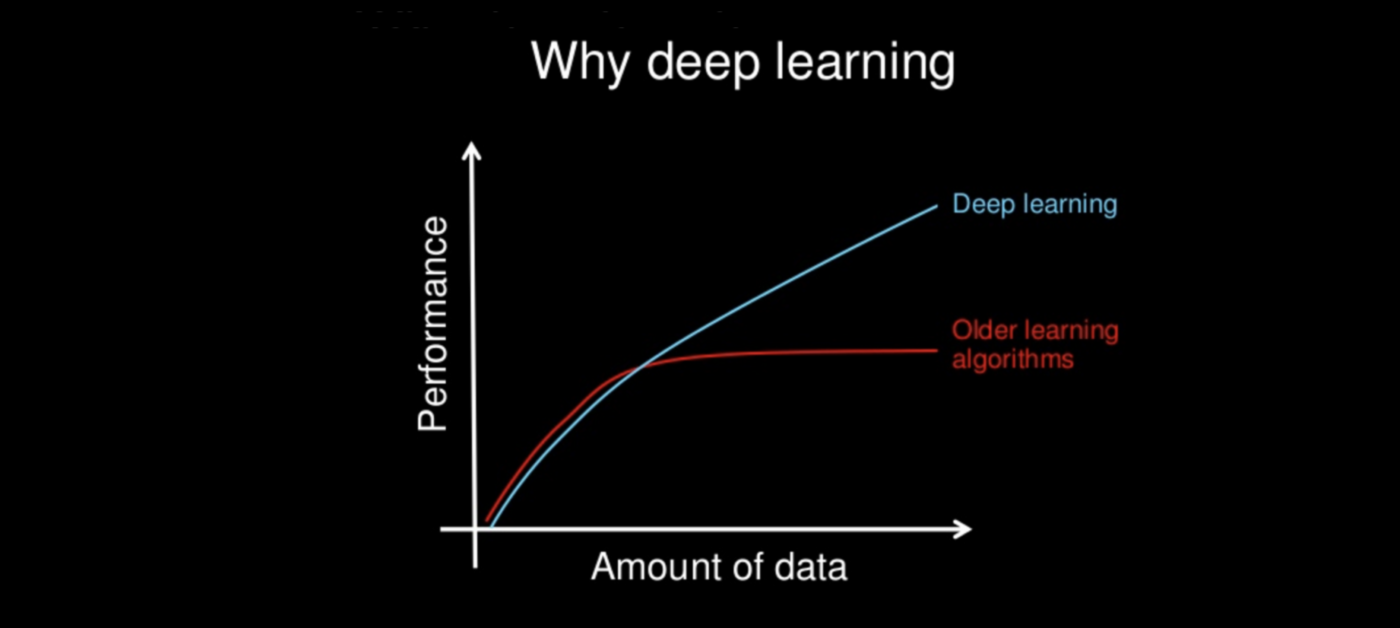 Why deep learning
Performance
Deep learning
Older learning
algorithms
Amount of data